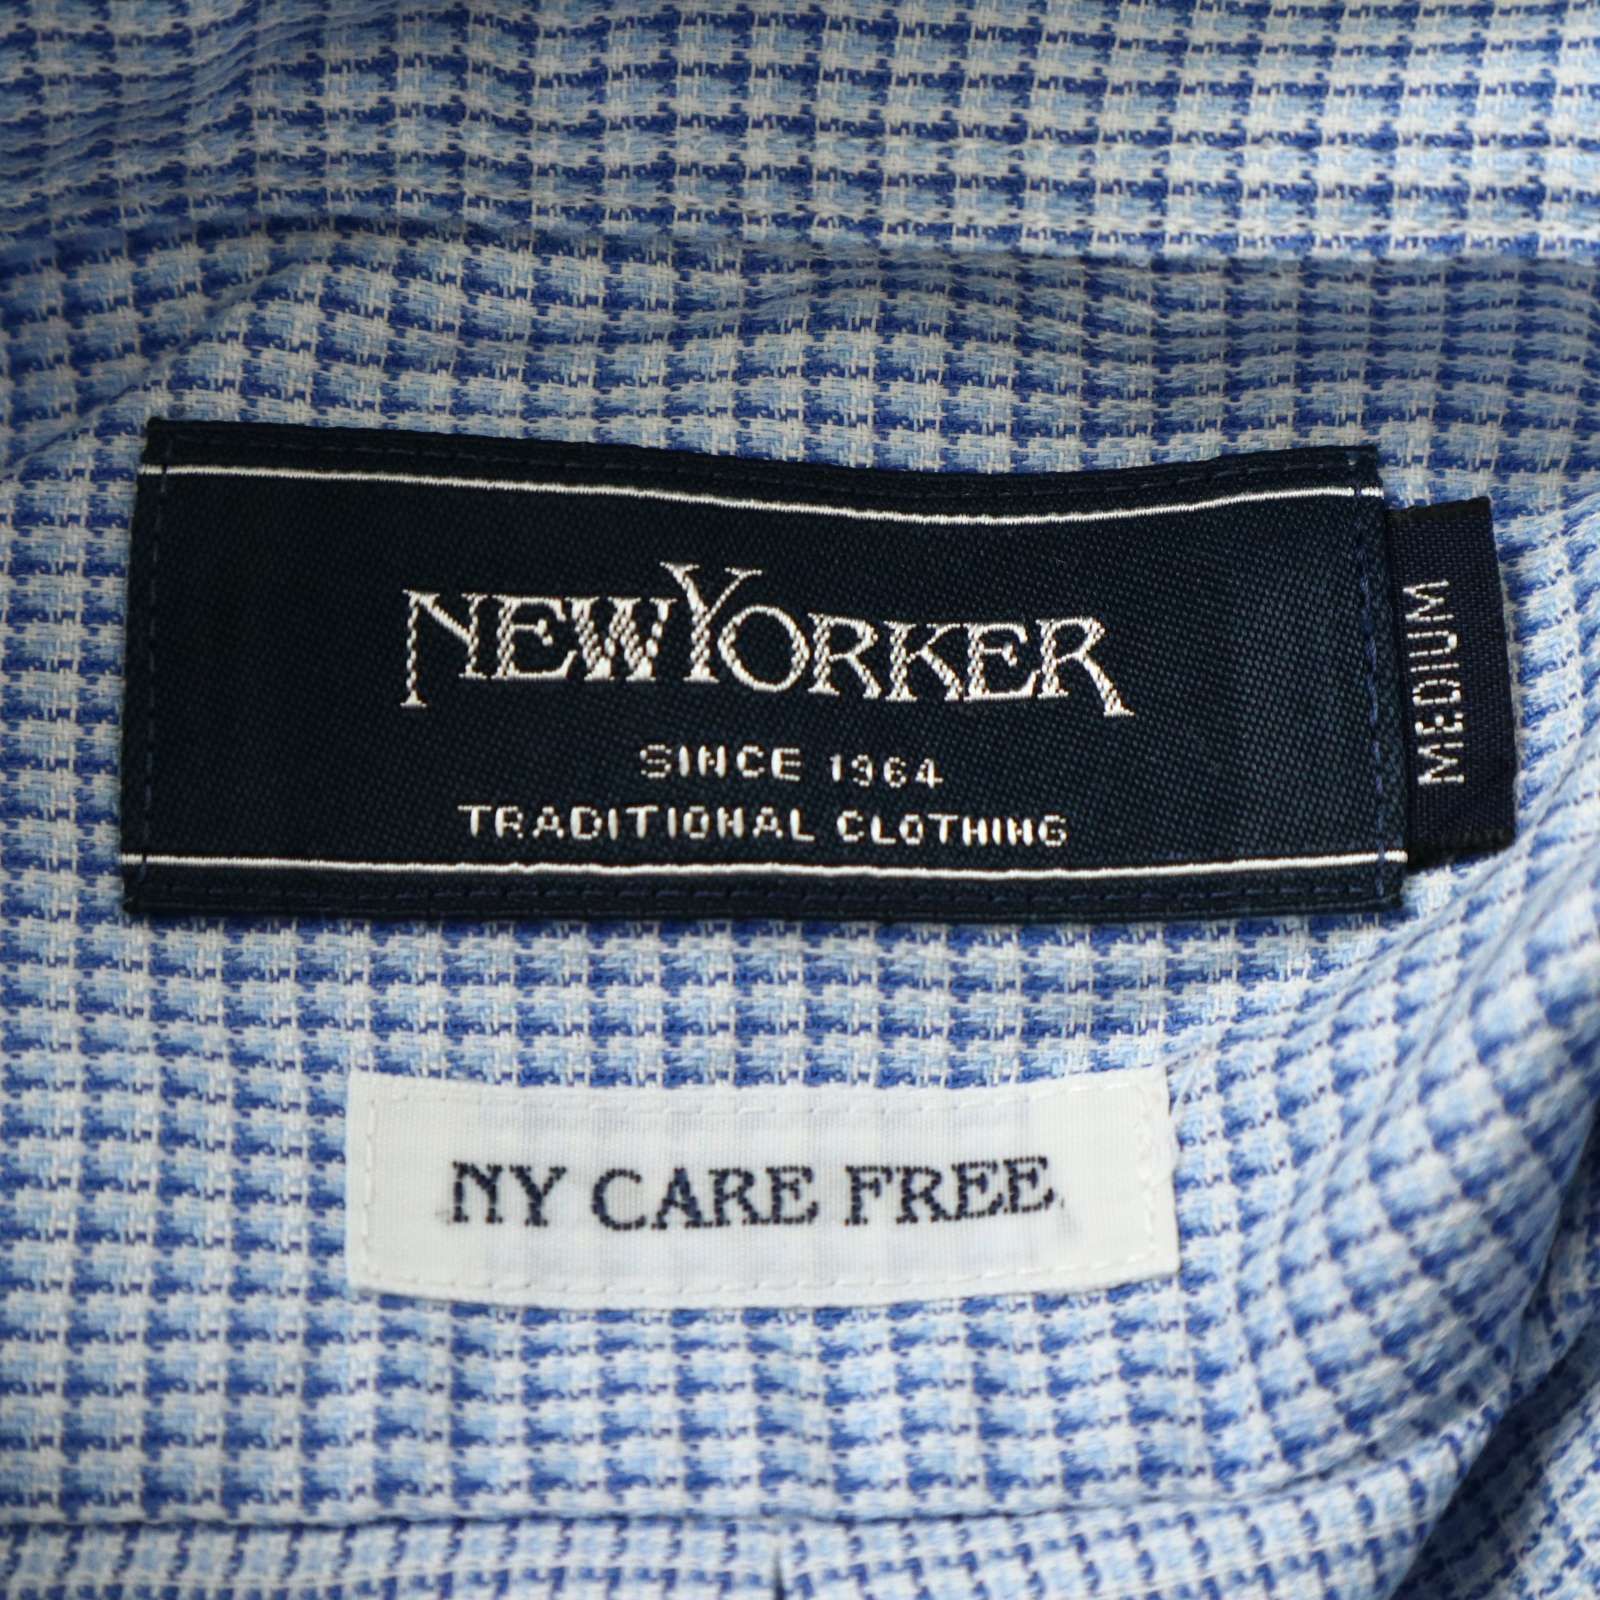 NEWYORKER
SINCE 1964
TRADITIONAL CLOTHING
MEDIUM
NY CARE FREE